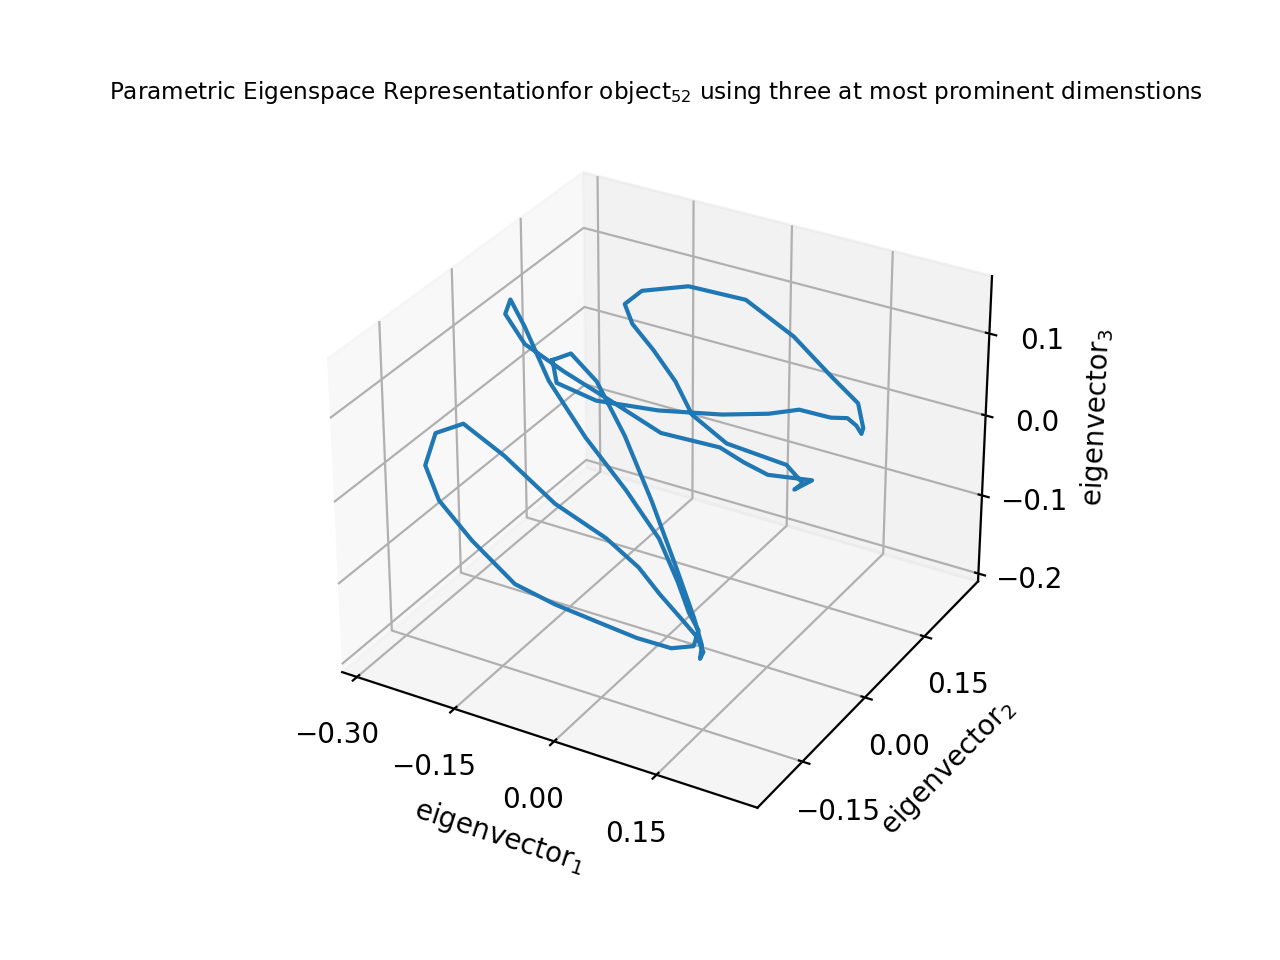 Parametric Eigenspace Representationfor object₅₂ using three at most prominent dimenstions
0.1
0.0
−0.1
−0.2
eigenvector₃
0.15
0.00
−0.15
eigenvector₂
−0.30
−0.15
0.00
0.15
eigenvector₁